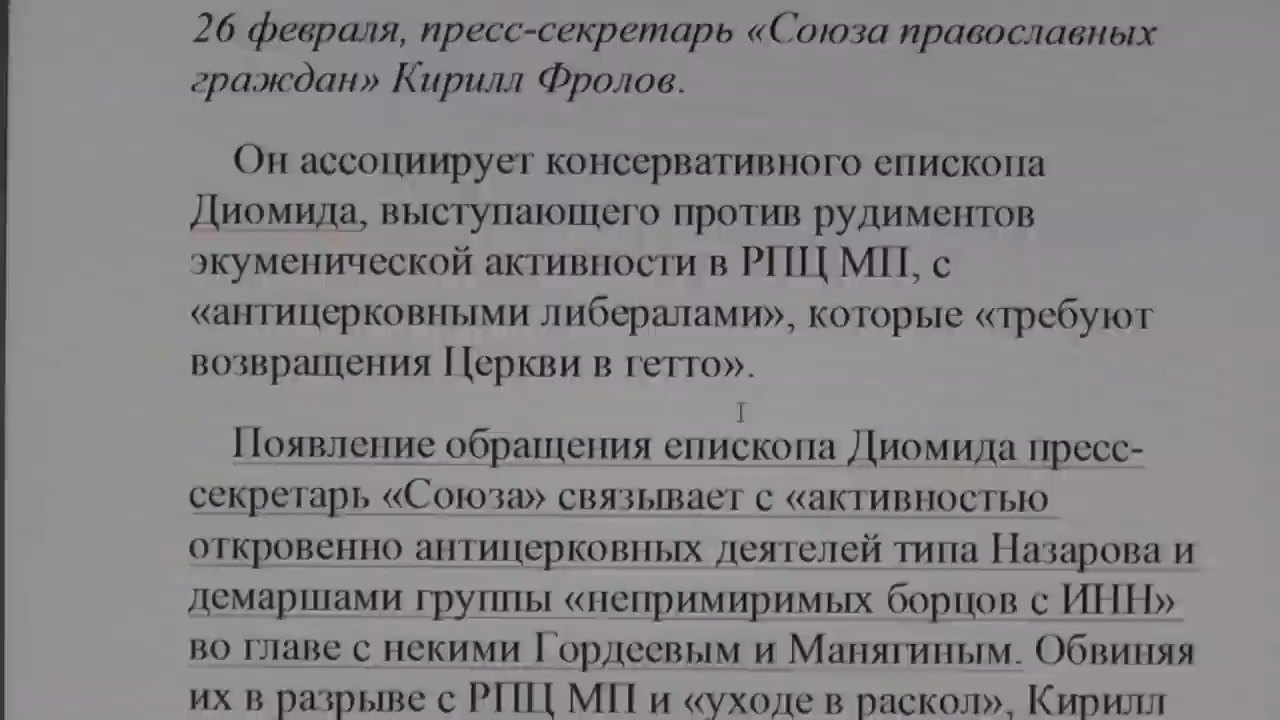 26 февраля, пресс-секретарь «Союза православных
граждан» Кирилл Фролов.
Он ассоциирует консервативного епископа
Диомида, выступающего против рудиментов
экуменической активности в РПЦ МП, с
«антицерковными либералами», которые «требуют
возвращения Церкви в гетто».
Появление обращения епископа Диомида пресс-
секретарь «Союза» связывает с «активностью
откровенно антицерковных деятелей типа Назарова и
демаршами группы «непримиримых борцов с ИНН»
во главе с некими Гордеевым и Манягиным. Обвиняя
их в разрыве с РПЦ МП и «уходе в раскол», Кирилл